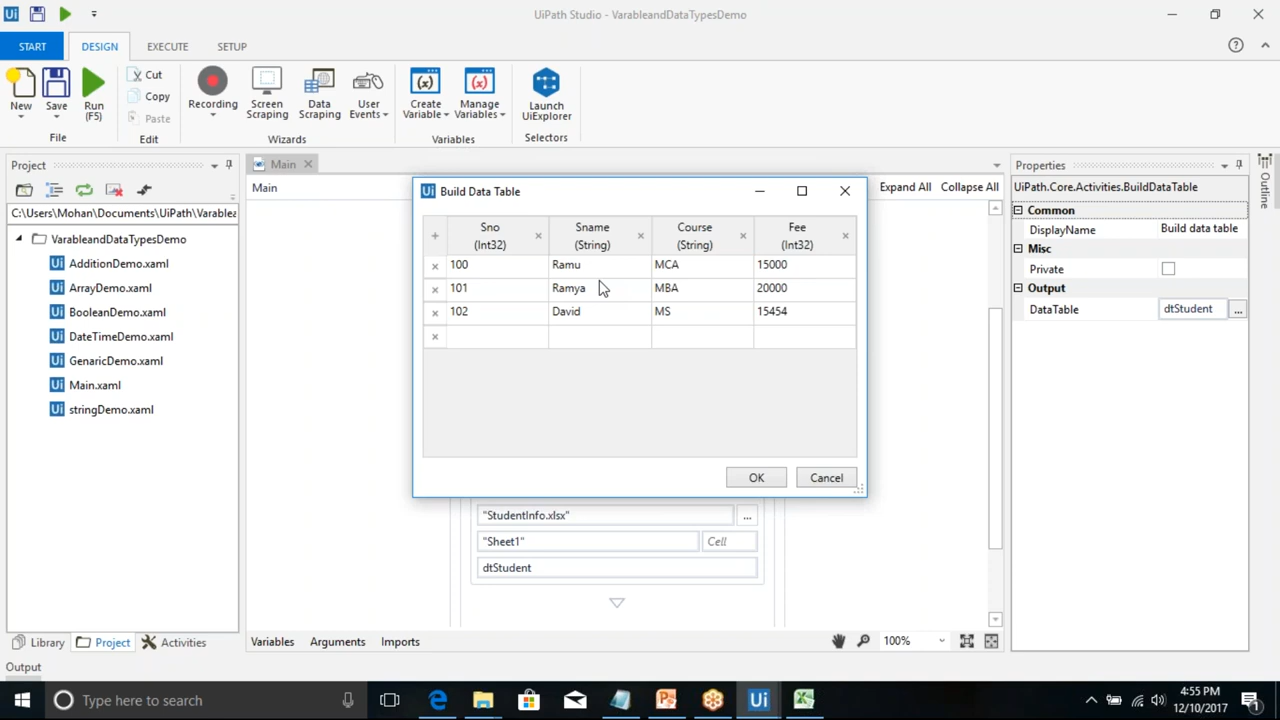 UiPath Studio - VarableandDataTypesDemo
START DESIGN EXECUTE SETUP
New
Save
Run
(F5)
File
Cut
Copy
Paste
Edit
Recording
Screen
Scraping
Data
Scraping
User
Events
Wizards
Create
Variable
Manage
Variables
Variables
Launch
UiExplorer
Selectors
Project
C:\Users\Mohan\Documents\UiPath\Varablea
VarableandDataTypesDemo
AdditionDemo.xaml
ArrayDemo.xaml
BooleanDemo.xaml
DateTimeDemo.xaml
GenaricDemo.xaml
Main.xaml
stringDemo.xaml
Library Project Activities
Output
Main
Main
Expand All Collapse All
Ui Build Data Table
Sno
(Int32)
Sname
(String)
Course
(String)
Fee
(Int32)
100 Ramu MCA 15000
101 Ramya MBA 20000
102 David MS 15454
OK Cancel
"StudentInfo.xlsx" ...
"Sheet1" Cell
dtStudent
Variables Arguments Imports
100%
Properties
UiPath.Core.Activities.BuildDataTable
Common
DisplayName Build data table
Misc
Private
Output
DataTable dtStudent ...
Outline
Type here to search
4:55 PM
12/10/2017